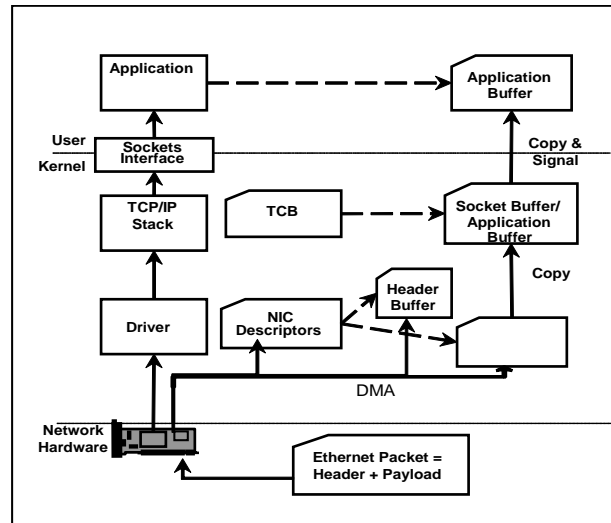 Application
Application
Buffer
User
Kernel
Sockets
Interface
Copy &
Signal
TCP/IP
Stack
TCB
Socket Buffer/
Application
Buffer
Copy
Header
Buffer
Driver
NIC
Descriptors
DMA
Network
Hardware
Ethernet Packet =
Header + Payload